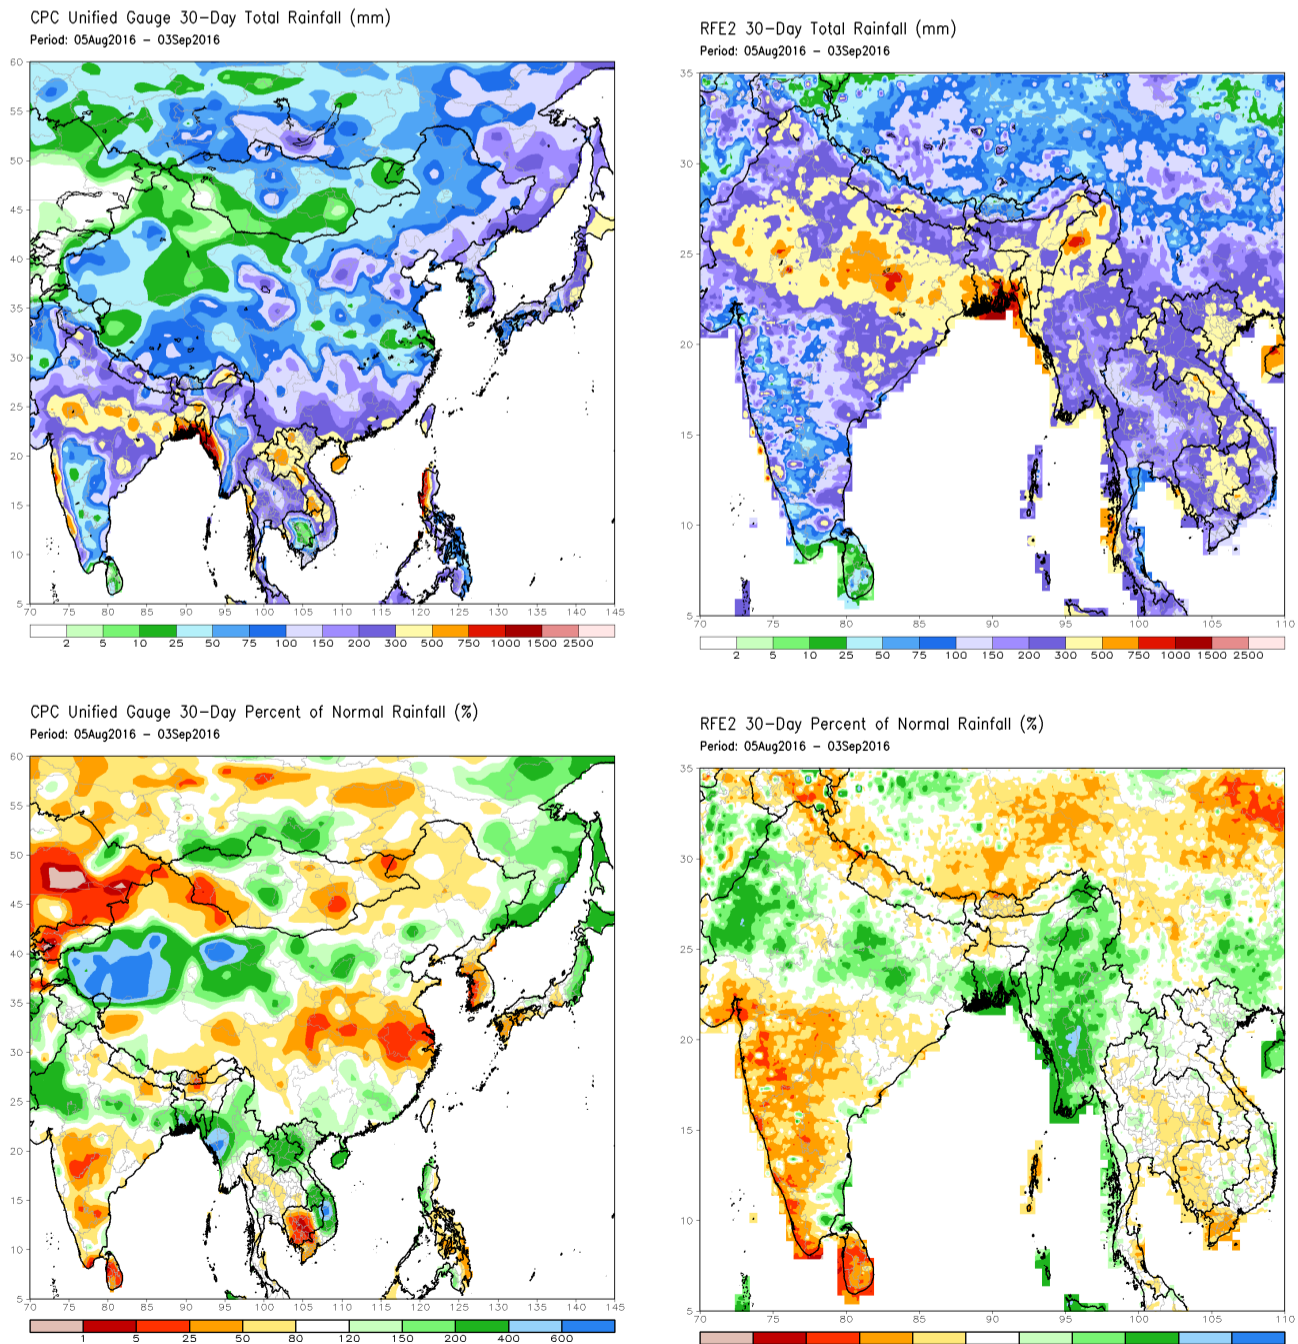 CPC Unified Gauge 30-Day Total Rainfall (mm)
Period: 05Aug2016 - 03Sep2016
60
55
50
45
40
35
30
25
20
15
10
5
70 75 80 85 90 95 100 105 110 115 120 125 130 135 140 145
2 5 10 25 50 75 100 150 200 300 500 750 1000 1500 2500
RFE2 30-Day Total Rainfall (mm)
Period: 05Aug2016 - 03Sep2016
35
30
25
20
15
10
5
70 75 80 85 90 95 100 105 110
2 5 10 25 50 75 100 150 200 300 500 750 1000 1500 2500
CPC Unified Gauge 30-Day Percent of Normal Rainfall (%)
Period: 05Aug2016 - 03Sep2016
60
55
50
45
40
35
30
25
20
15
10
5
70 75 80 85 90 95 100 105 110 115 120 125 130 135 140 145
1 5 25 50 80 120 150 200 400 600
RFE2 30-Day Percent of Normal Rainfall (%)
Period: 05Aug2016 - 03Sep2016
35
30
25
20
15
10
5
70 75 80 85 90 95 100 105 110